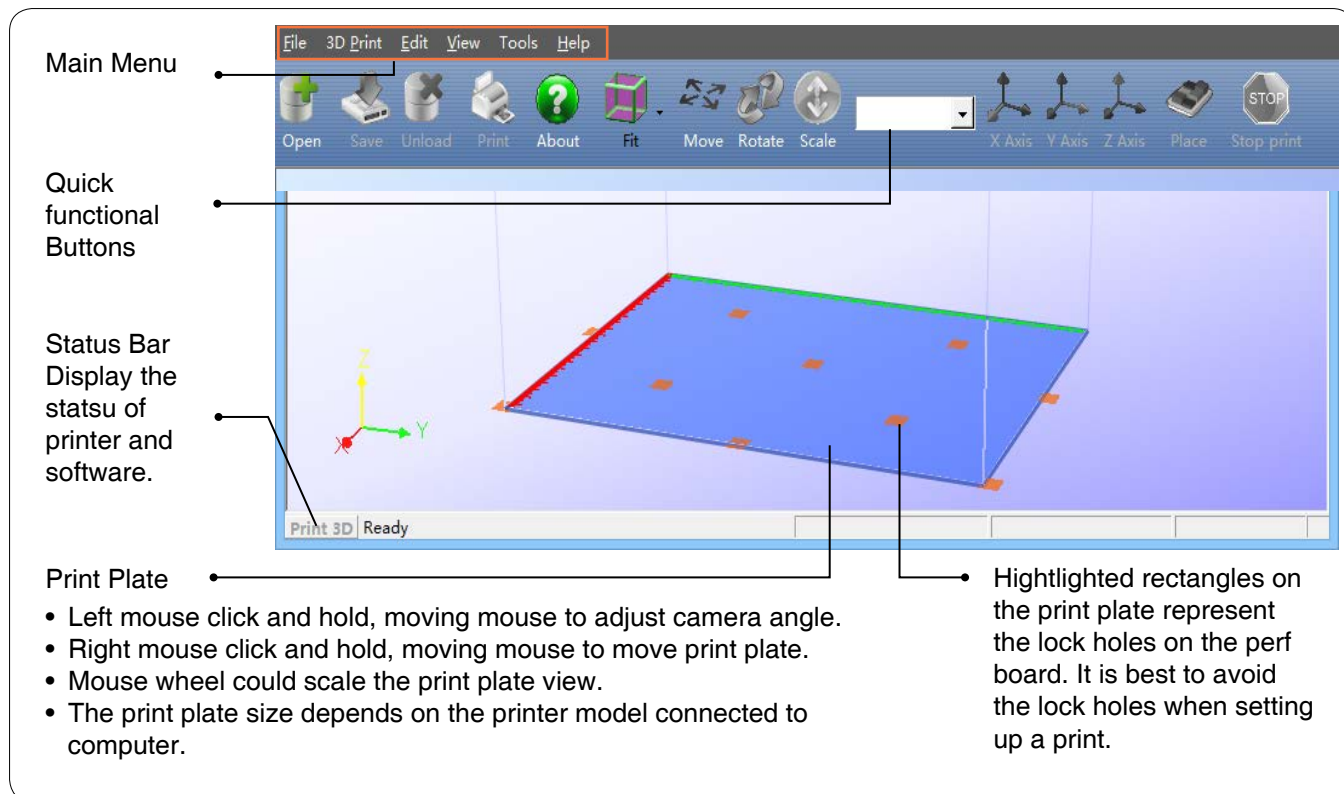 File 3D Print Edit View Tools Help
Main Menu
Open Save Unload Print About Fit Move Rotate Scale X Axis Y Axis Z Axis Place Stop print
STOP
Quick
functional
Buttons
Status Bar
Display the
statsu of
printer and
software.
Z
X
Y
Print 3D Ready
Print Plate
• Left mouse click and hold, moving mouse to adjust camera angle.
• Right mouse click and hold, moving mouse to move print plate.
• Mouse wheel could scale the print plate view.
• The print plate size depends on the printer model connected to
computer.
Hightlighted rectangles on
the print plate represent
the lock holes on the perf
board. It is best to avoid
the lock holes when setting
up a print.